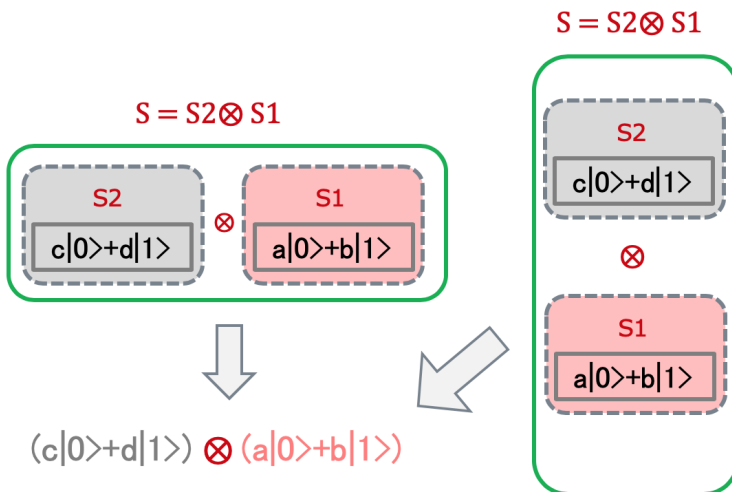 S = S2⊗ S1
S2
⊗
S1
c|0>+d|1>
a|0>+b|1>
(c|0>+d|1>) ⊗ (a|0>+b|1>)
S = S2⊗ S1
S2
c|0>+d|1>
⊗
S1
a|0>+b|1>